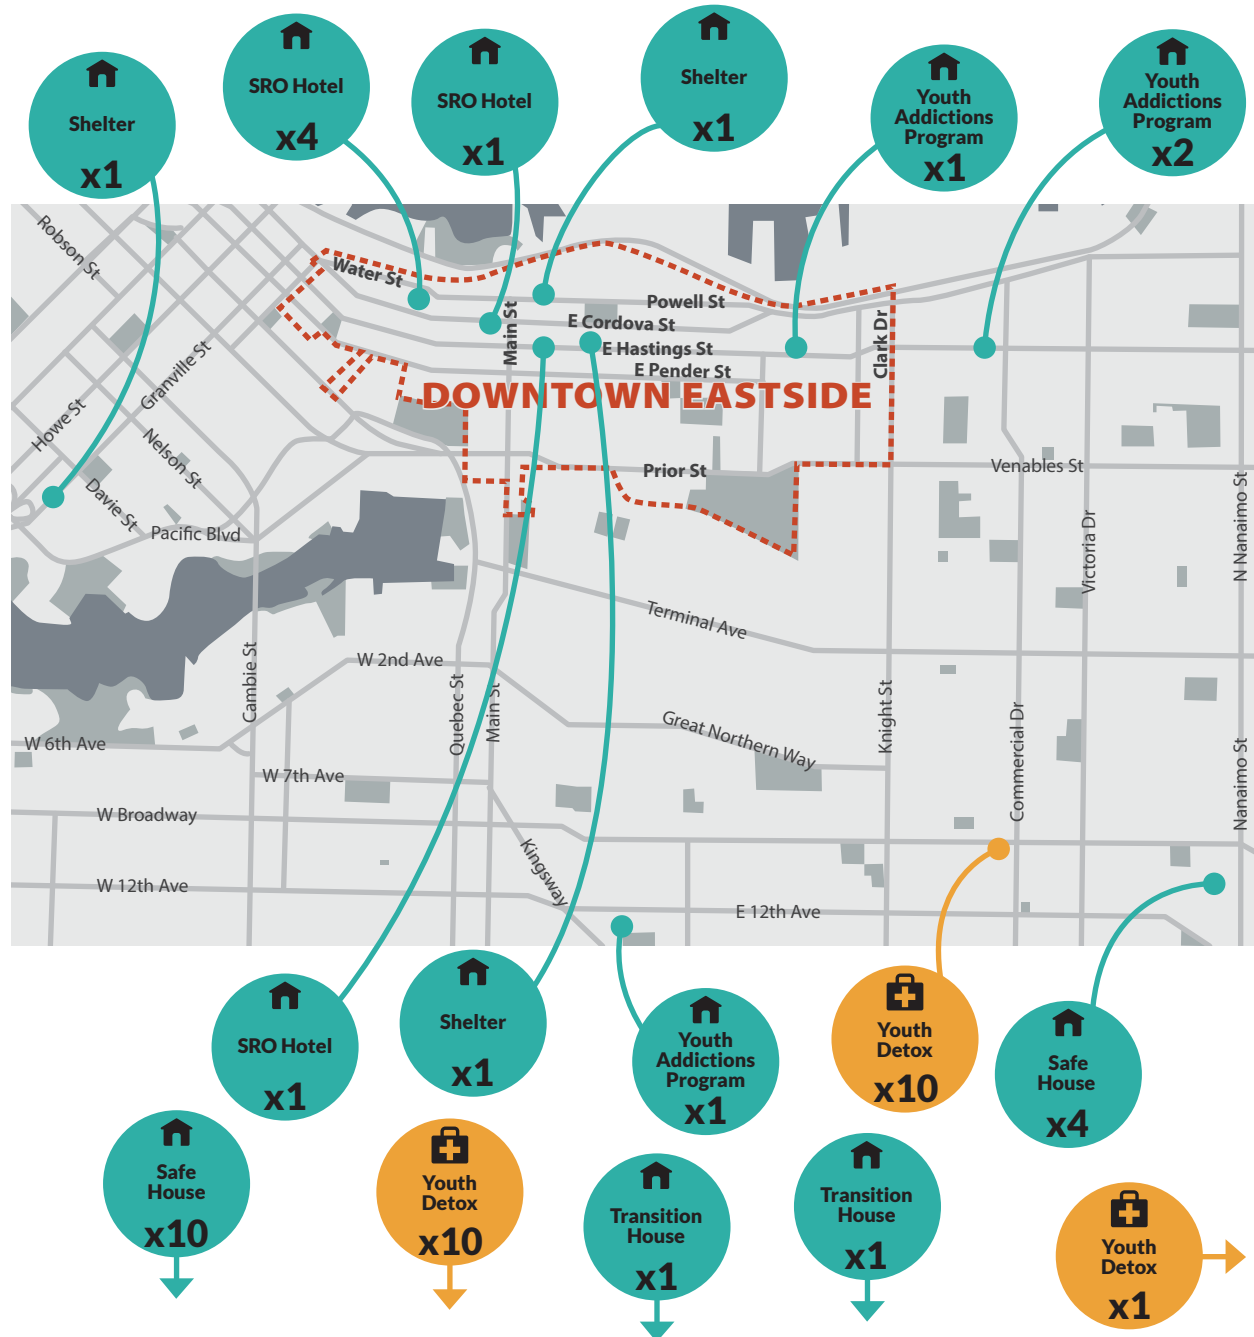 Shelter
x1
SRO Hotel
x4
SRO Hotel
x1
Shelter
x1
Youth
Addictions
Program
x1
Youth
Addictions
Program
x2
Robson St
Water St
Powell St
Main St
E Cordova St
E Hastings St
E Pender St
Clark Dr
Granville St
DOWNTOWN EASTSIDE
Howe St
Nelson St
Davie St
Prior St
Venables St
Pacific Blvd
Victoria Dr
N Nanaimo St
Terminal Ave
W 2nd Ave
Cambie St
Quebec St
Main St
Knight St
Commercial Dr
Great Northern Way
W 6th Ave
Nanaimo St
W 7th Ave
W Broadway
Kingsway
W 12th Ave
E 12th Ave
SRO Hotel
x1
Shelter
x1
Youth
Addictions
Program
x1
Youth
Detox
x10
Safe
House
x4
Safe
House
x10
Youth
Detox
x10
Transition
House
x1
Transition
House
x1
Youth
Detox
x1